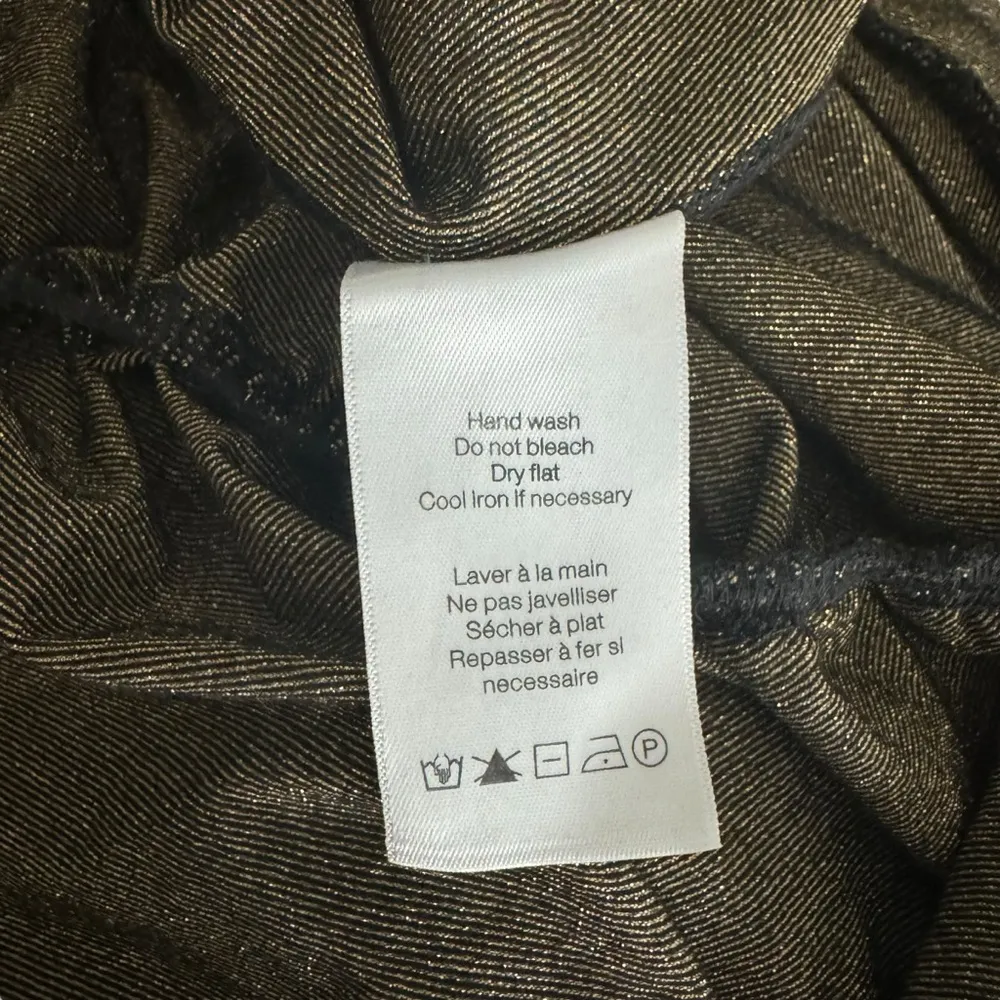 Hand wash
Do not bleach
Dry flat
Cool Iron If necessary
Laver à la main
Ne pas javelliser
Sécher à plat
Repasser à fer si
necessaire
P